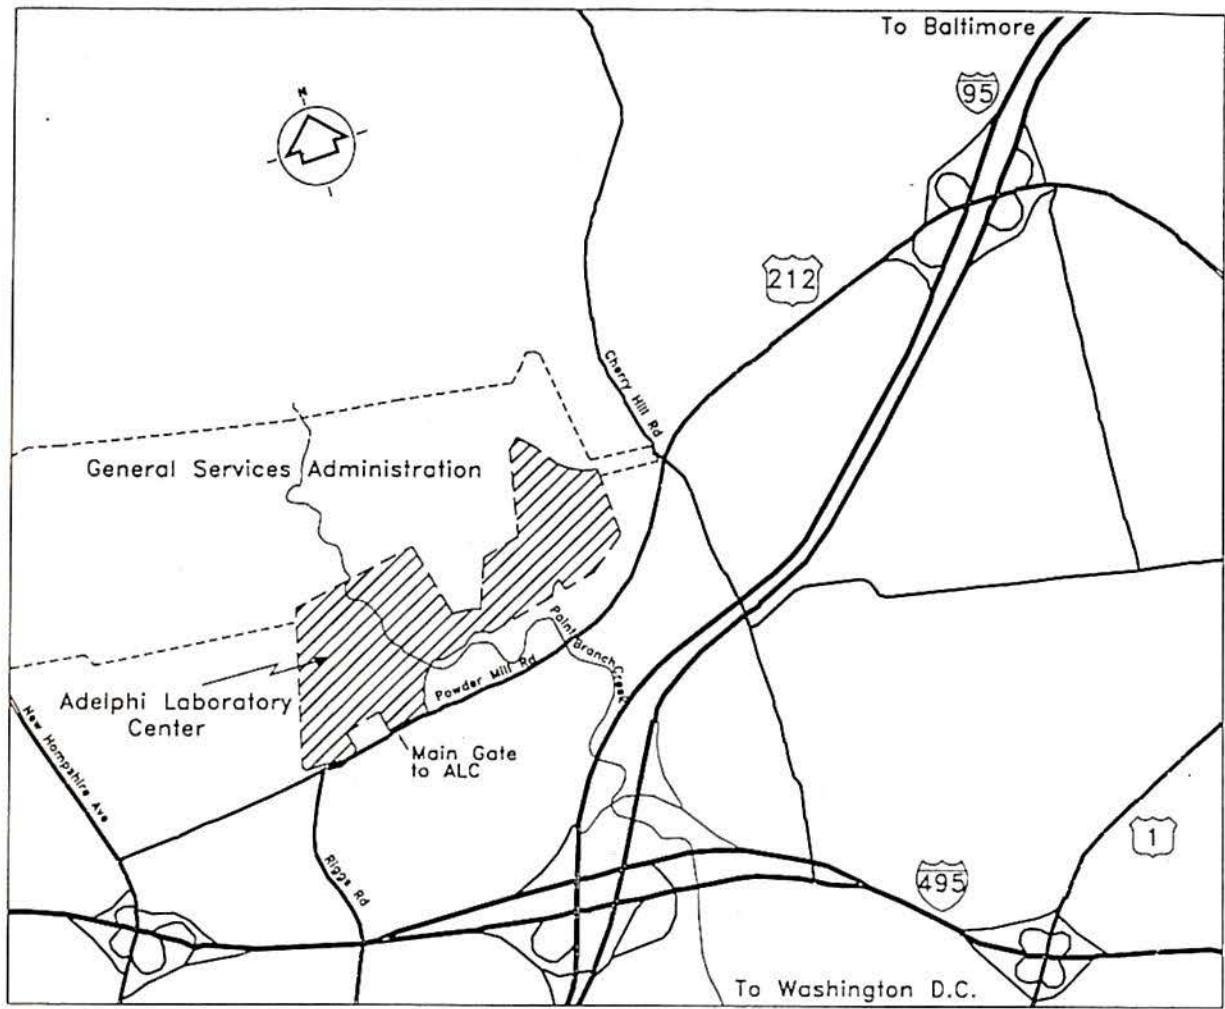 To Baltimore
95
N
212
Cherry Hill Rd
General Services Administration
Paint Branch Creek
Powder Mill Rd
Adelphi Laboratory
Center
New Hampshire Ave
Main Gate
to ALC
Riggs Rd
1
495
To Washington D.C.